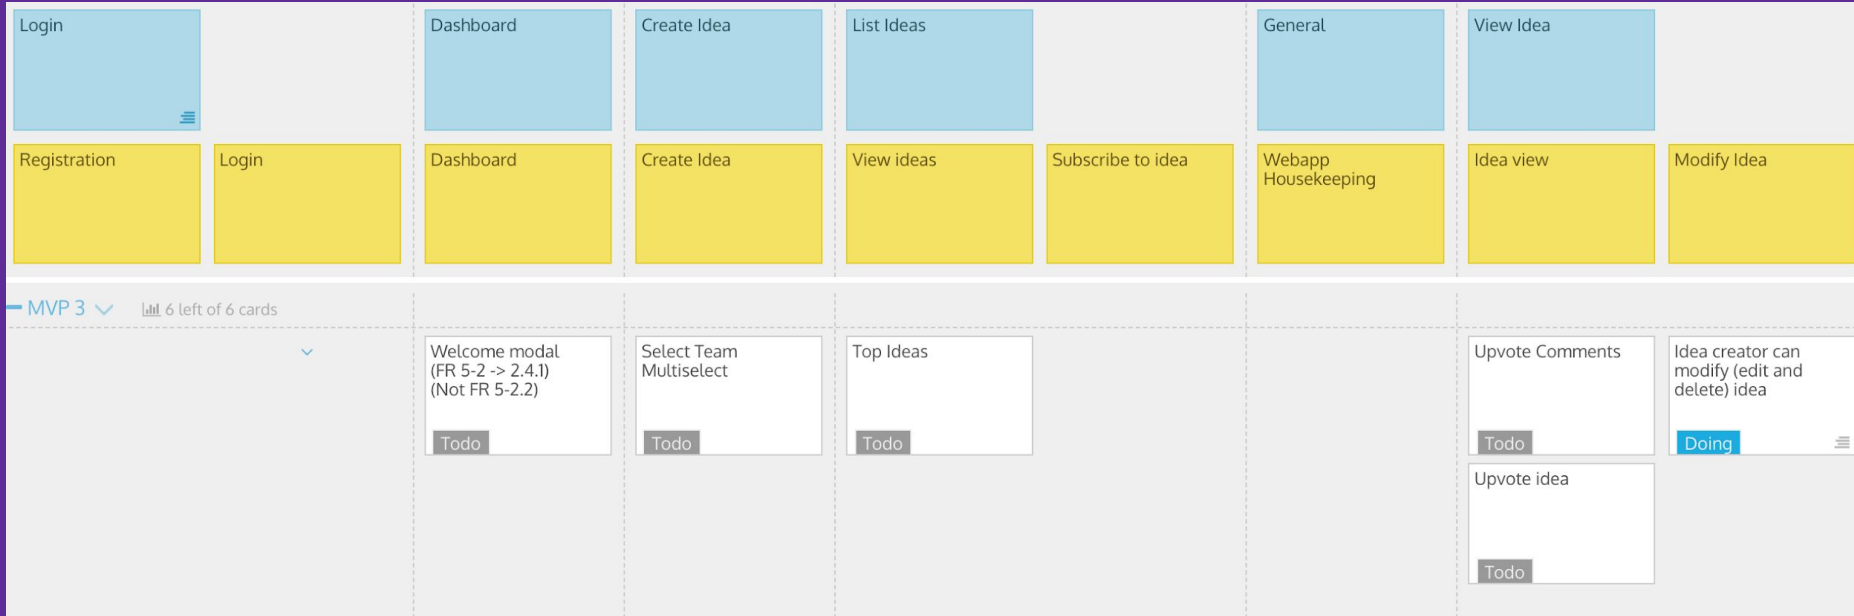 Login
Dashboard
Create Idea
List Ideas
General
View Idea
Registration
Login
Dashboard
Create Idea
View ideas
Subscribe to idea
Webapp
Housekeeping
Idea view
Modify Idea
MVP 3
6 left of 6 cards
Welcome modal
(FR 5-2 -> 2.4.1)
(Not FR 5-2.2)
Todo
Select Team
Multiselect
Todo
Top Ideas
Todo
Upvote Comments
Todo
Idea creator can
modify (edit and
delete) idea
Doing
Upvote idea
Todo